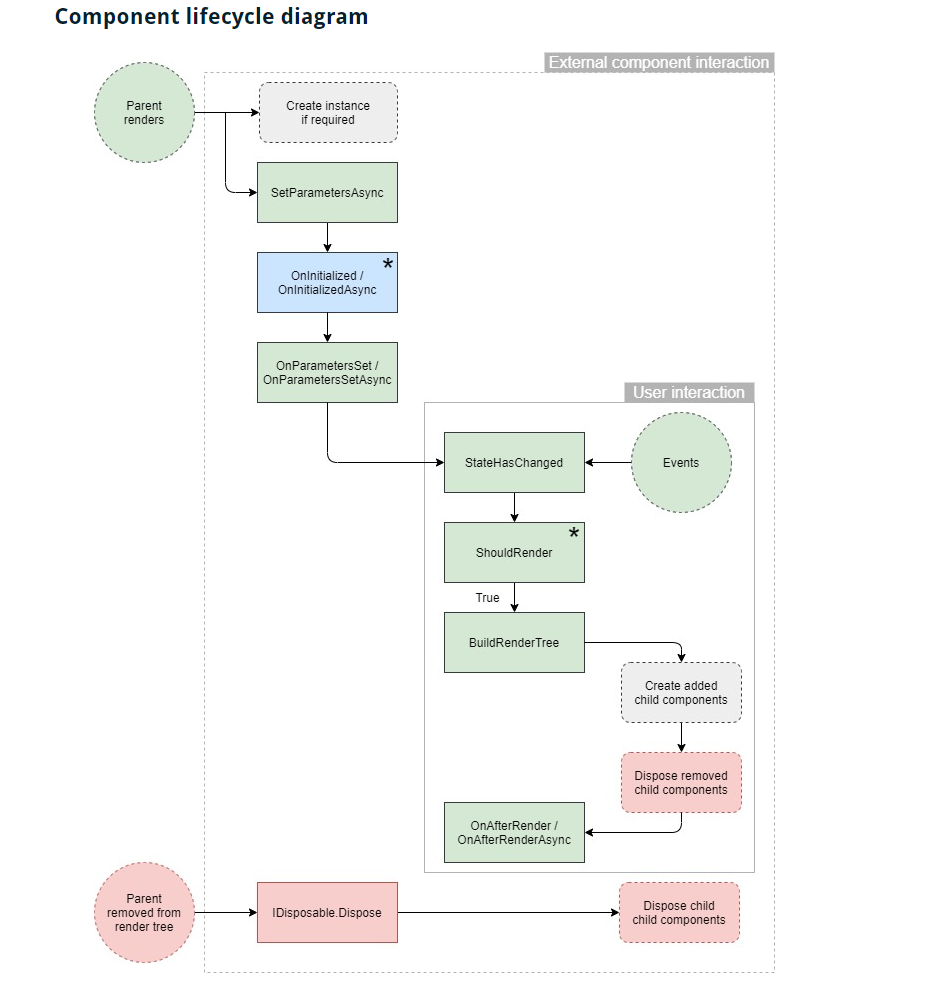 Component lifecycle diagram
External component interaction
Parent
renders
Create instance
if required
SetParametersAsync
*
OnInitialized /
OnInitializedAsync
OnParametersSet /
OnParametersSetAsync
User interaction
StateHasChanged
Events
*
ShouldRender
True
BuildRenderTree
Create added
child components
Dispose removed
child components
OnAfterRender /
OnAfterRenderAsync
Parent
removed from
render tree
IDisposable.Dispose
Dispose child
child components